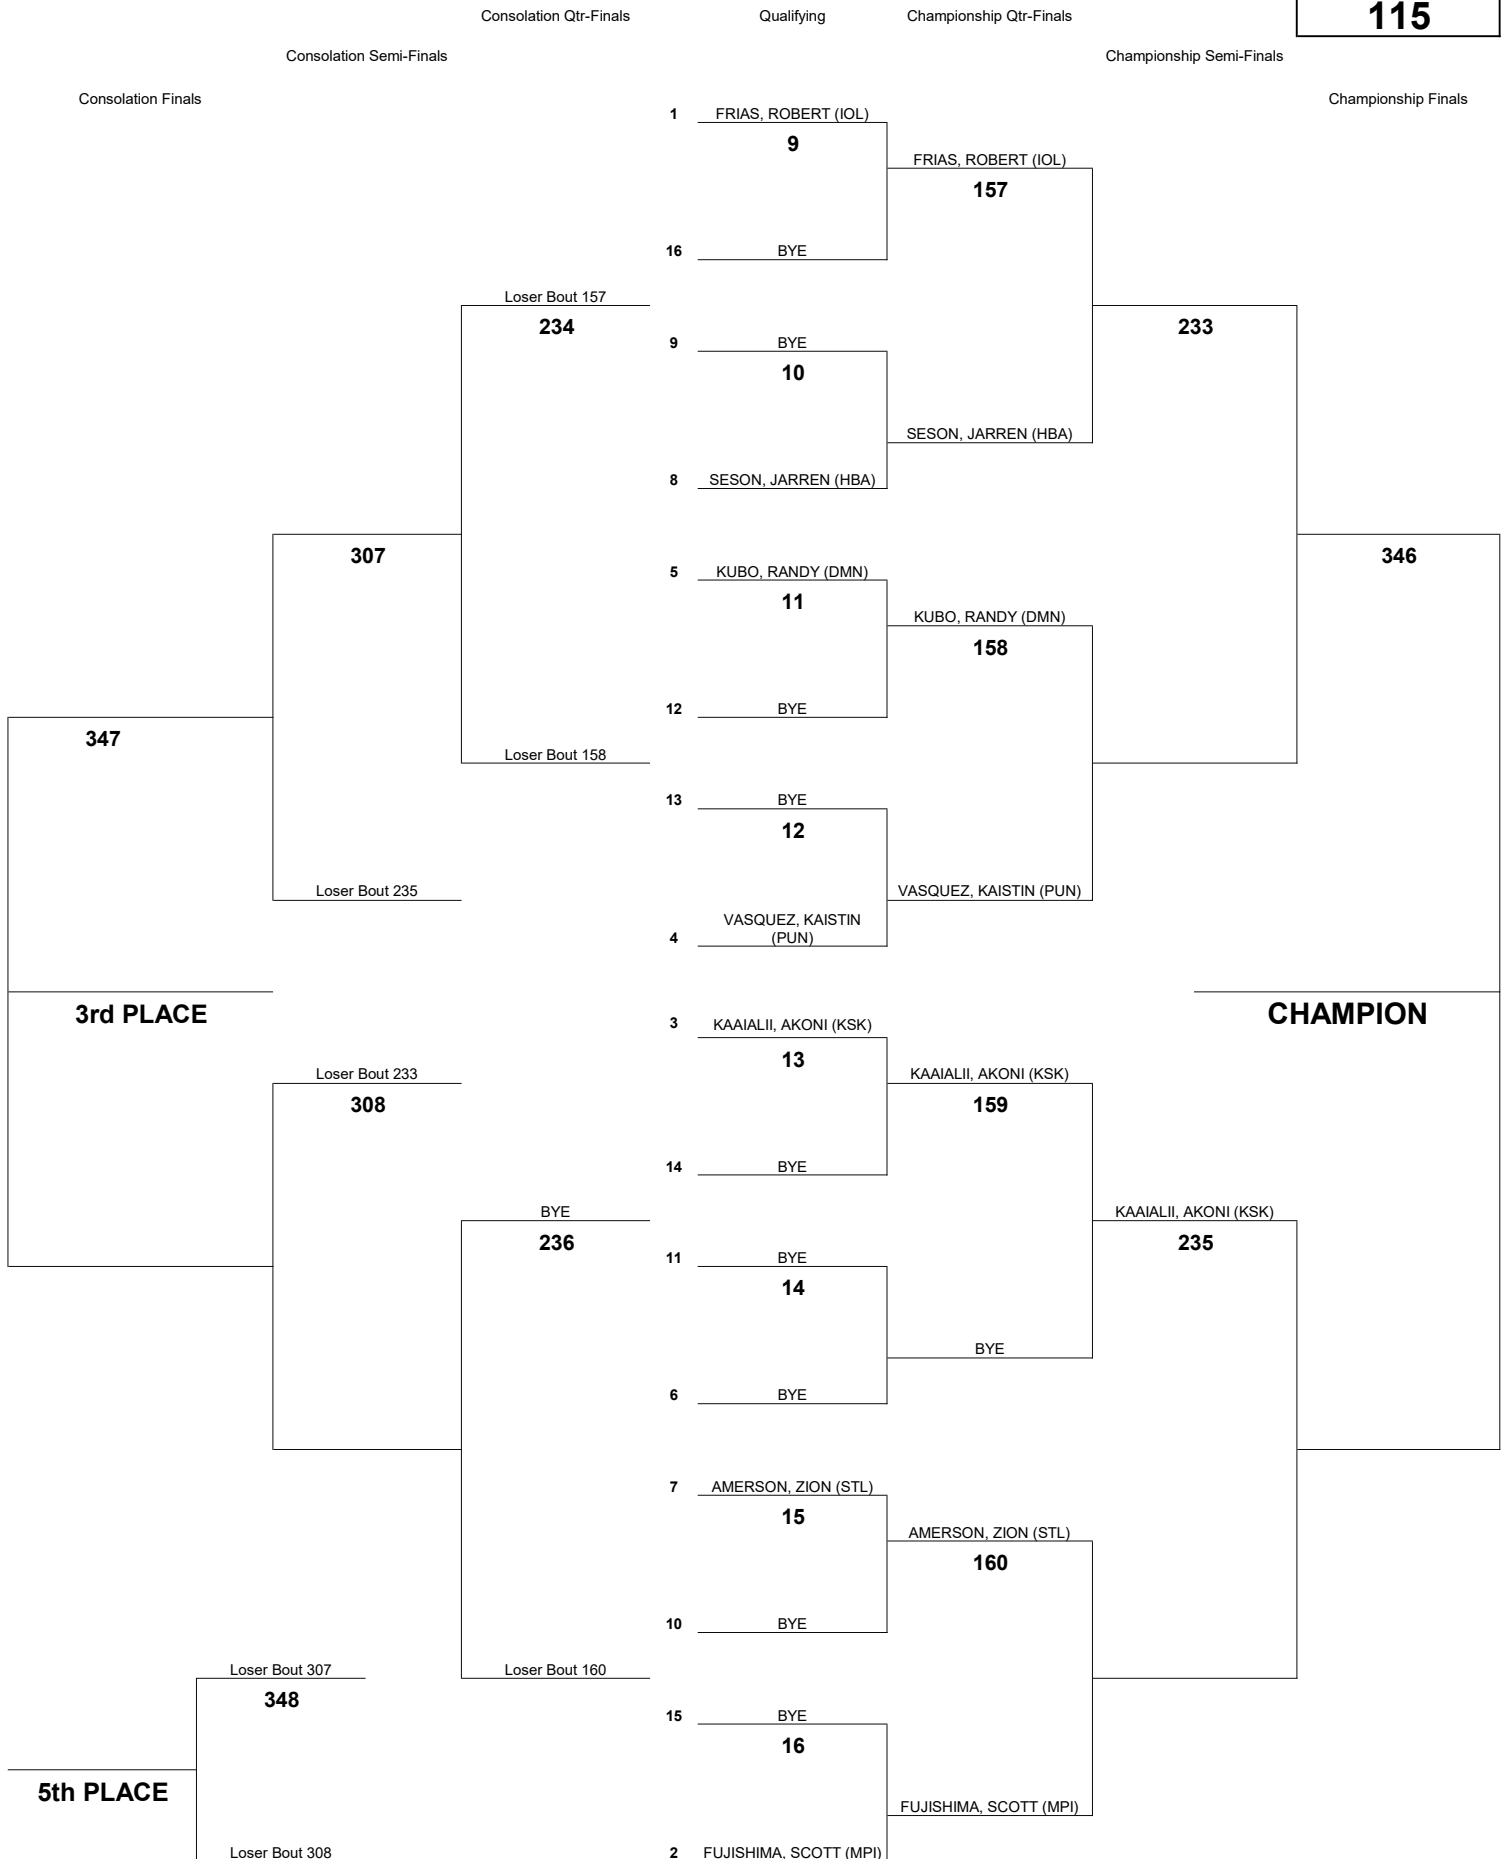 Consolation Qtr-Finals
Qualifying
Championship Qtr-Finals
115
Consolation Semi-Finals
Championship Semi-Finals
Consolation Finals
Championship Finals
1 FRIAS, ROBERT (IOL)
9
FRIAS, ROBERT (IOL)
157
16 BYE
Loser Bout 157
234
233
9 BYE
10
SESON, JARREN (HBA)
8 SESON, JARREN (HBA)
307
346
5 KUBO, RANDY (DMN)
11
KUBO, RANDY (DMN)
158
12 BYE
347
Loser Bout 158
13 BYE
12
Loser Bout 235
VASQUEZ, KAISTIN (PUN)
VASQUEZ, KAISTIN
4 (PUN)
3rd PLACE
CHAMPION
3 KAAIALII, AKONI (KSK)
13
Loser Bout 233
KAAIALII, AKONI (KSK)
308
159
14 BYE
BYE
KAAIALII, AKONI (KSK)
236
235
11 BYE
14
BYE
6 BYE
7 AMERSON, ZION (STL)
15
AMERSON, ZION (STL)
160
10 BYE
Loser Bout 307
Loser Bout 160
348
15 BYE
16
5th PLACE
FUJISHIMA, SCOTT (MPI)
Loser Bout 308
2 FUJISHIMA, SCOTT (MPI)